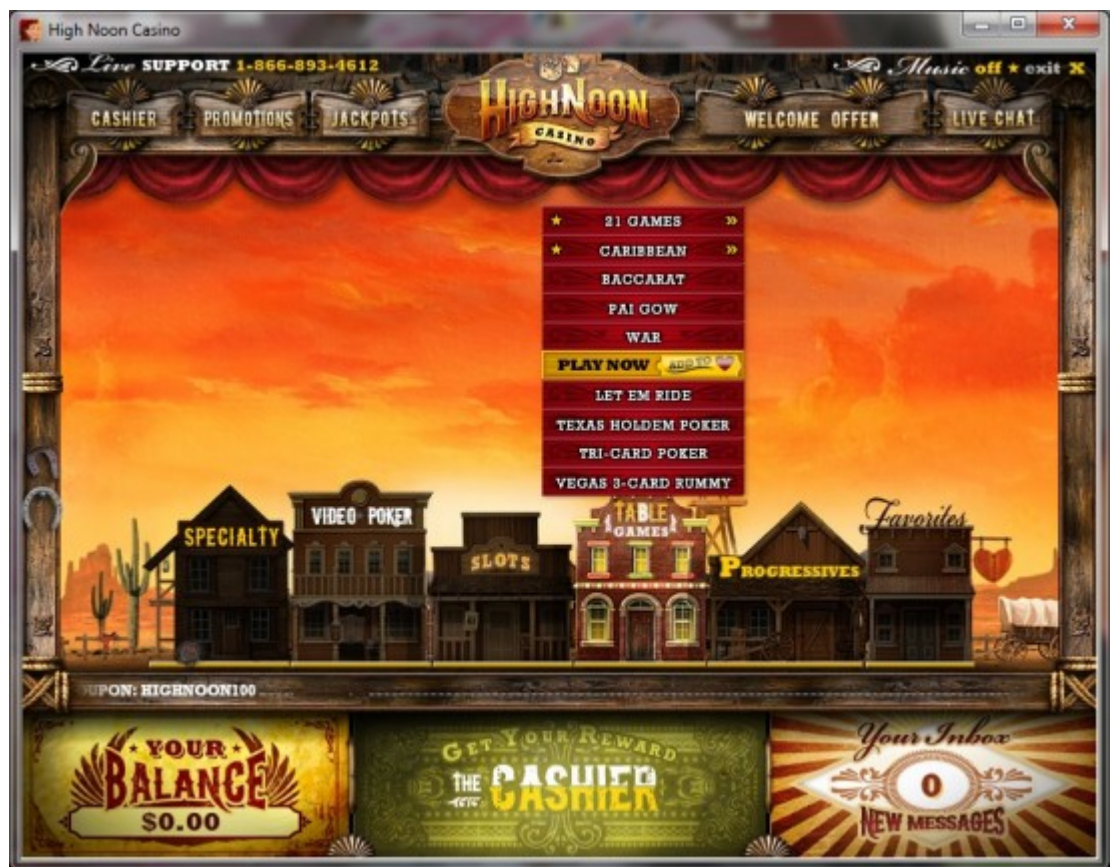 High Noon Casino
Live SUPPORT 1-866-893-4612
Music off ★ exit X
CASHIER
PROMOTIONS
JACKPOTS
HIGH NOON
CASINO
WELCOME OFFER
LIVE CHAT
★ 21 GAMES »
★ CARIBBEAN »
BACCARAT
PAI GOW
WAR
PLAY NOW ADD TO
LET EM RIDE
TEXAS HOLDEM POKER
TRI-CARD POKER
VEGAS 3-CARD RUMMY
SPECIALTY
VIDEO POKER
SLOTS
TABLE
GAMES
PROGRESSIVES
Favorites
UPON: HIGHNOON100
YOUR
BALANCE
$0.00
GET YOUR REWARD
THE CASHIER
Your Inbox
0
NEW MESSAGES